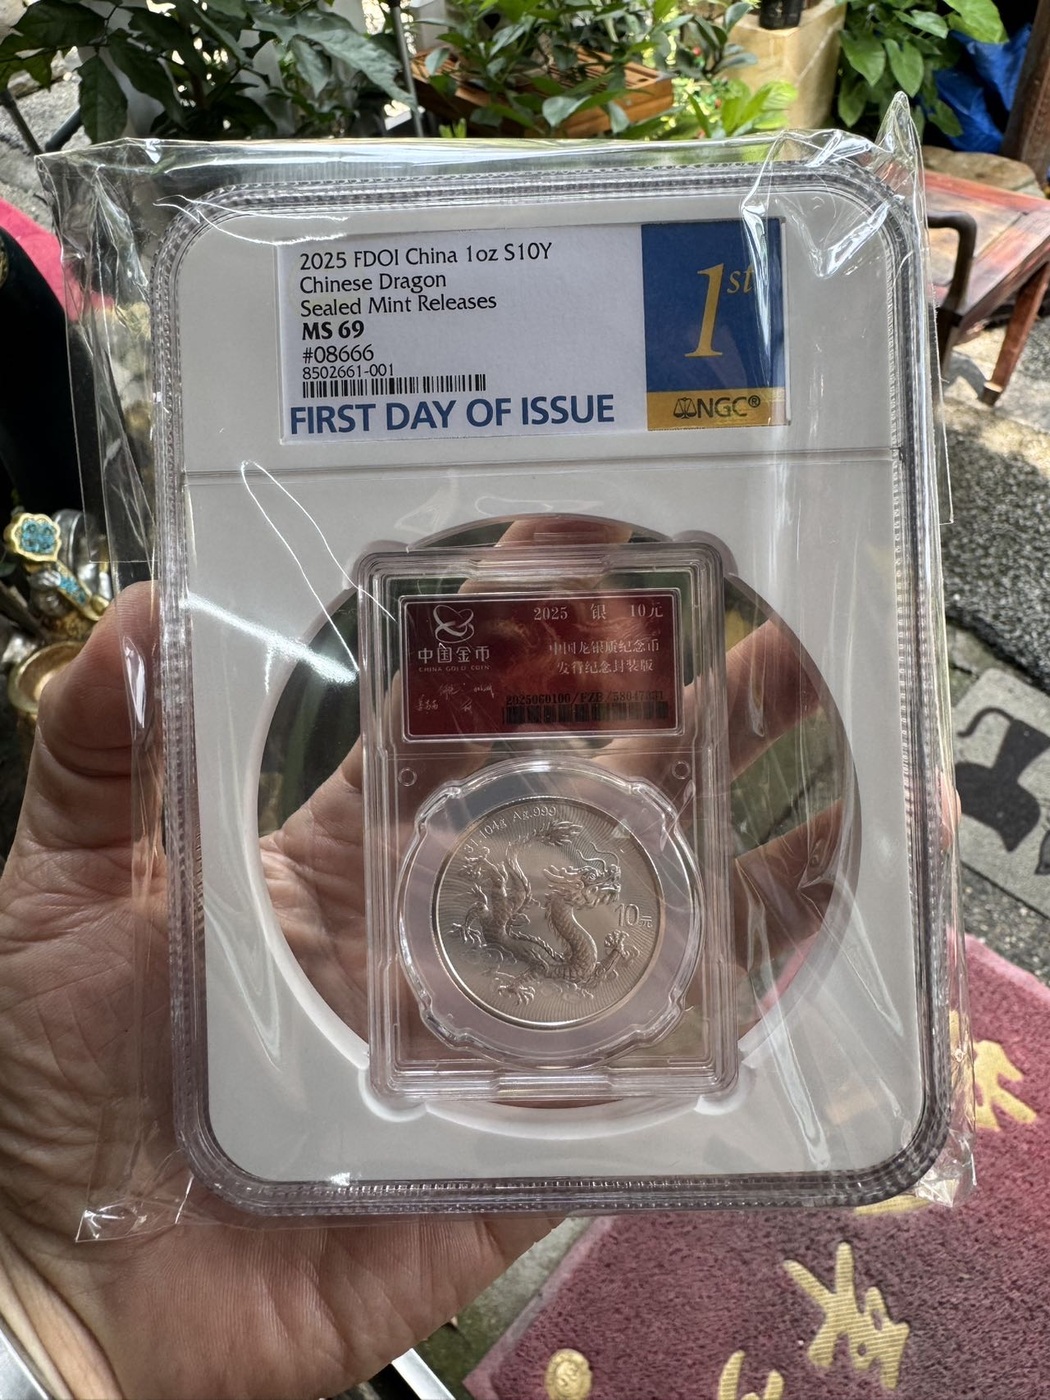 2025 FDOI China 1oz S10Y
Chinese Dragon
Sealed Mint Releases
MS 69
#08666
8502661-001
FIRST DAY OF ISSUE
1st
NGC®
2025 银 10元
中国金币
CHINA GOLD COIN
中国龙银质纪念币
发行纪念封装版
Ag.999
10元